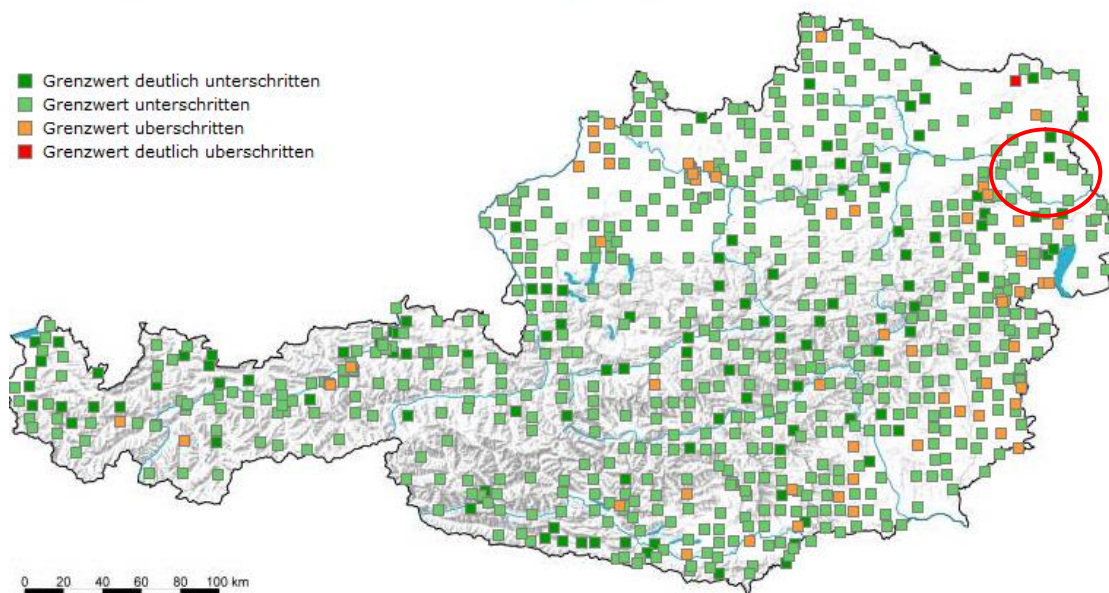 Grenzwert deutlich unterschritten
Grenzwert unterschritten
Grenzwert uberschritten
Grenzwert deutlich uberschritten
0 20 40 60 80 100 km